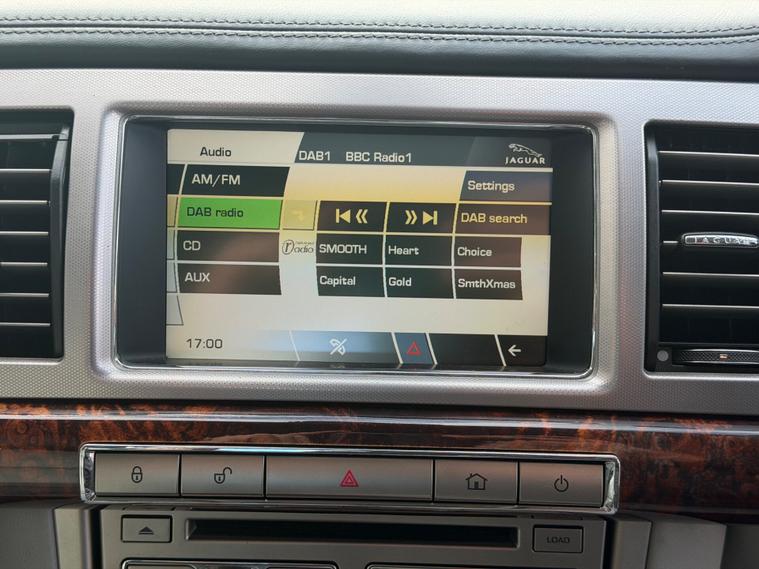 Audio
DAB1 BBC Radio1
JAGUAR
AM/FM
Settings
DAB radio
DAB search
CD
radio
SMOOTH
Heart
Choice
AUX
Capital
Gold
SmthXmas
17:00
JAGUAR
LOAD